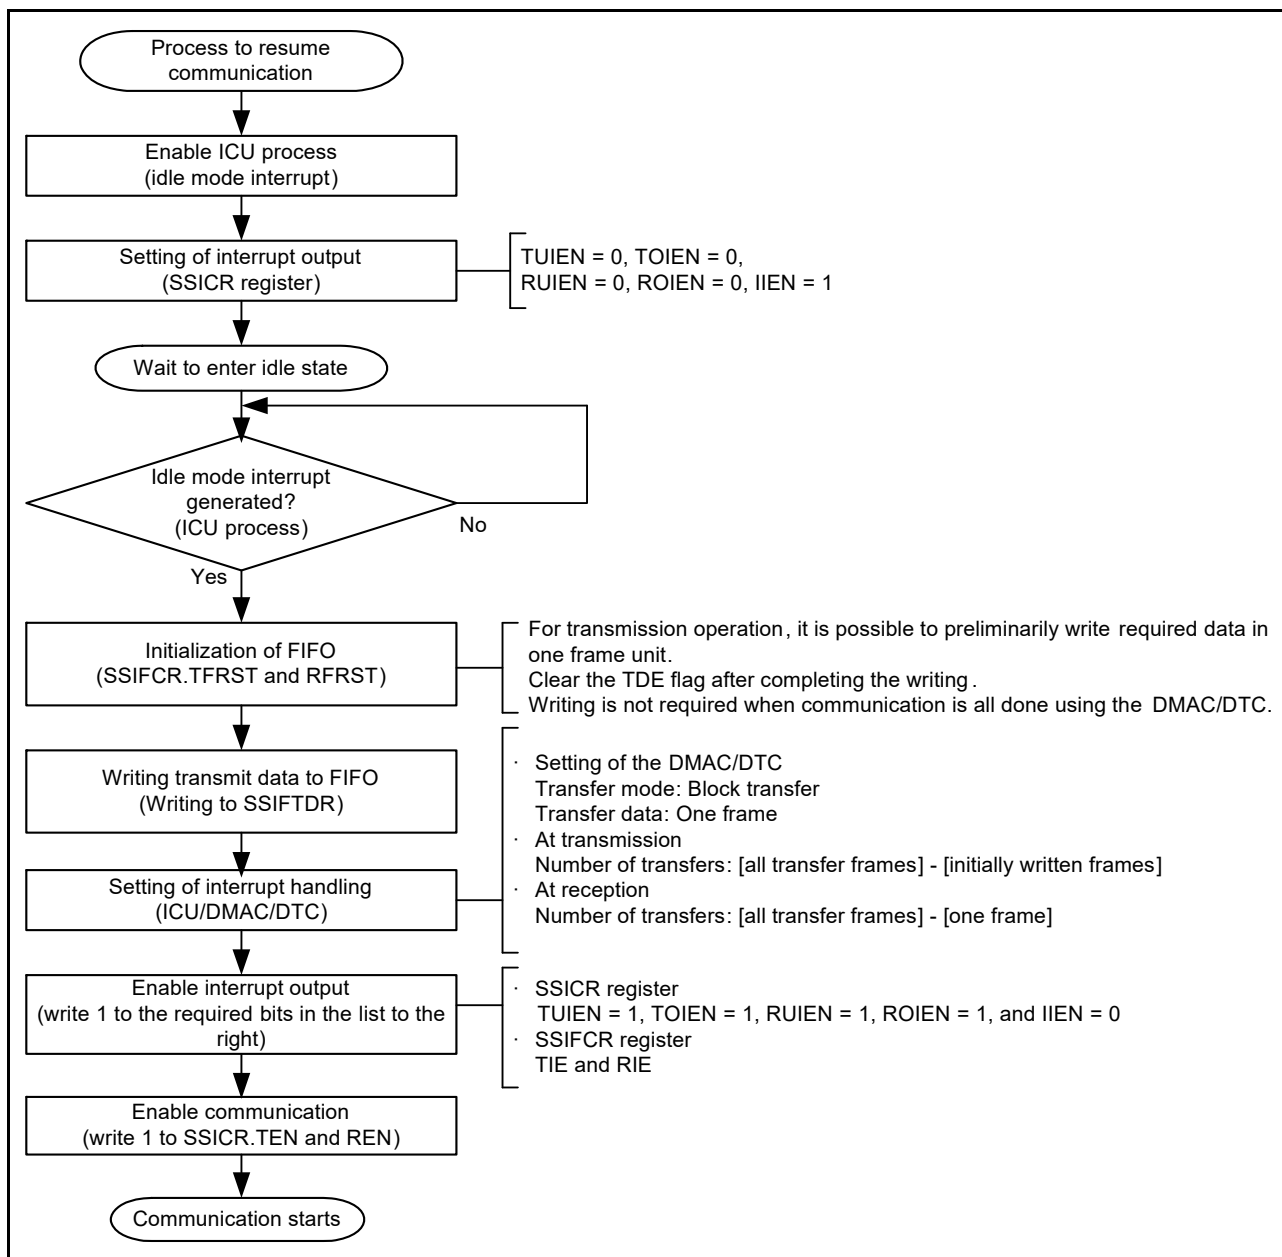 Process to resume
communication
Enable ICU process
(idle mode interrupt)
Setting of interrupt output
(SSICR register)
TUIEN = 0, TOIEN = 0,
RUIEN = 0, ROIEN = 0, IIEN = 1
Wait to enter idle state
Idle mode interrupt
generated?
(ICU process)
No
Yes
Initialization of FIFO
(SSIFCR.TFRST and RFRST)
For transmission operation, it is possible to preliminarily write required data in
one frame unit.
Clear the TDE flag after completing the writing.
Writing is not required when communication is all done using the DMAC/DTC.
Writing transmit data to FIFO
(Writing to SSIFTDR)
Setting of interrupt handling
(ICU/DMAC/DTC)
· Setting of the DMAC/DTC
Transfer mode: Block transfer
Transfer data: One frame
· At transmission
Number of transfers: [all transfer frames] - [initially written frames]
· At reception
Number of transfers: [all transfer frames] - [one frame]
Enable interrupt output
(write 1 to the required bits in the list to the
right)
· SSICR register
TUIEN = 1, TOIEN = 1, RUIEN = 1, ROIEN = 1, and IIEN = 0
· SSIFCR register
TIE and RIE
Enable communication
(write 1 to SSICR.TEN and REN)
Communication starts